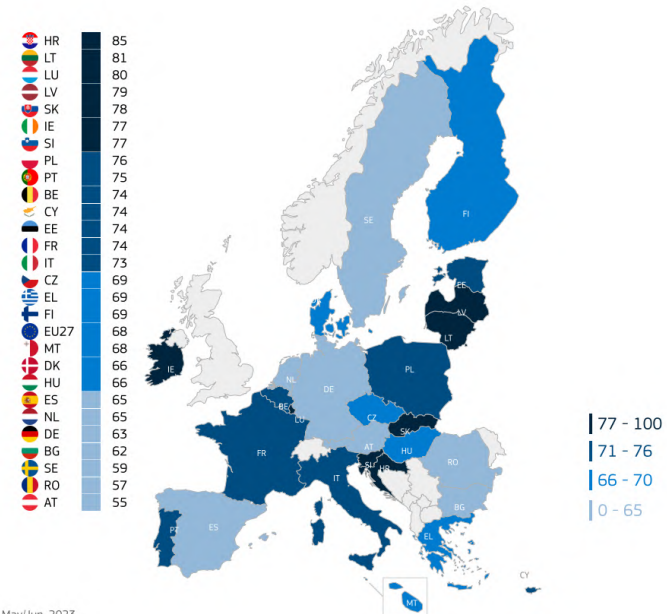 HR 85
LT 81
LU 80
LV 79
SK 78
IE 77
SI 77
PL 76
PT 75
BE 74
CY 74
EE 74
FR 74
IT 73
CZ 69
EL 69
FI 69
EU27 68
MT 68
DK 66
HU 66
ES 65
NL 65
DE 63
BG 62
SE 59
RO 57
AT 55
SE
FI
EE
LV
LT
IE
NL
DE
PL
BE
LU
CZ
SK
FR
AT
HU
RO
SI
HR
IT
BG
PT
ES
EL
CY
MT
77 - 100
71 - 76
66 - 70
0 - 65